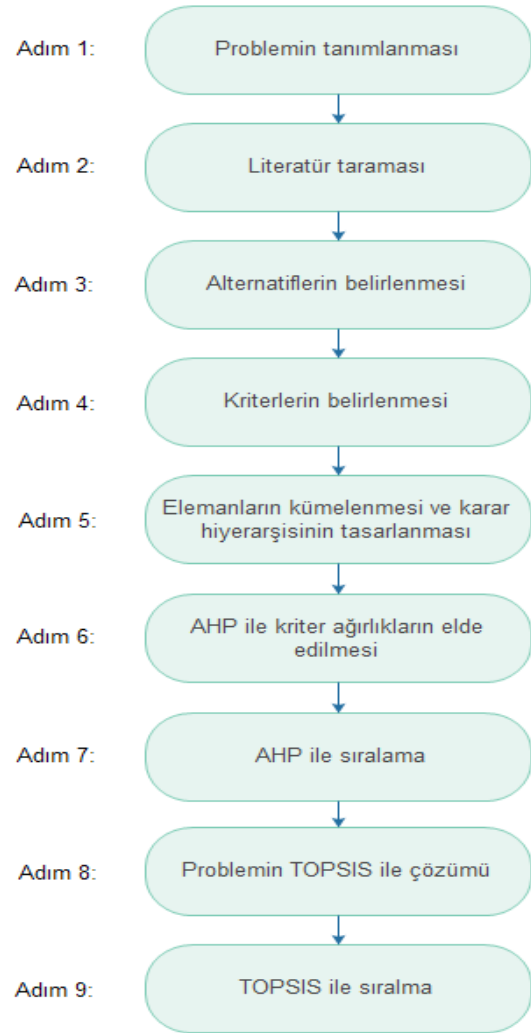 Adım 1:
Problemin tanımlanması
Adım 2:
Literatür taraması
Adım 3:
Alternatiflerin belirlenmesi
Adım 4:
Kriterlerin belirlenmesi
Adım 5:
Elemanların kümelenmesi ve karar
hiyerarşisinin tasarlanması
Adım 6:
AHP ile kriter ağırlıkların elde
edilmesi
Adım 7:
AHP ile sıralama
Adım 8:
Problemin TOPSIS ile çözümü
Adım 9:
TOPSIS ile sıralma